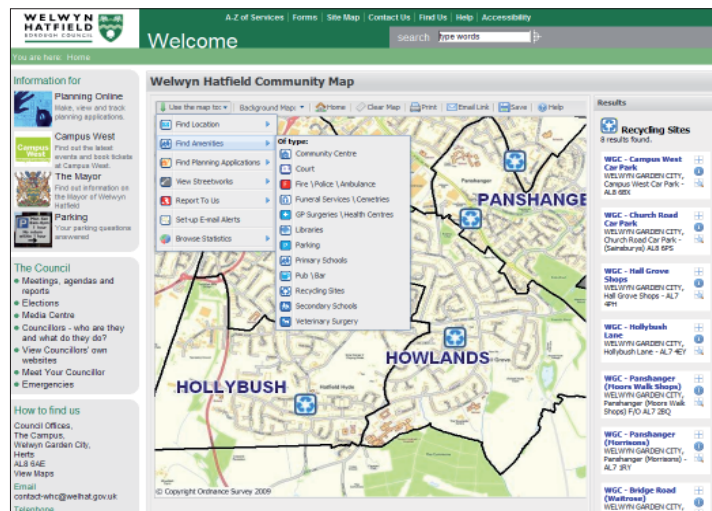 WELWYN
HATFIELD
BOROUGH COUNCIL
A-Z of Services | Forms | Site Map | Contact Us | Find Us | Help | Accessibility
Welcome
search type words
You are here: Home
Information for
Planning Online
Make, view and track
planning applications.
Campus West
Find out the latest
events and book tickets
at Campus West.
The Mayor
Find out information on
the Mayor of Welwyn
Hatfield
Parking
Your parking questions
answered
The Council
Meetings, agendas and
reports
Elections
Media Centre
Councillors - who are they
and what do they do?
View Councillors' own
websites
Meet Your Councillor
Emergencies
How to find us
Council Offices,
The Campus,
Welwyn Garden City,
Herts
AL8 6AE
View Maps
Email
contact-whc@welhat.gov.uk
Telephone
Welwyn Hatfield Community Map
Use the map to: Background Map: Home Clear Map Print Email Link Save Help
Find Location
Find Amenities
Find Planning Applications
View Streetworks
Report To Us
Set-up E-mail Alerts
Browse Statistics
Of type:
Community Centre
Court
Fire \Police \Ambulance
Funeral Services \Cemetries
GP Surgeries \Health Centres
Libraries
Parking
Primary Schools
Pub \Bar
Recycling Sites
Secondary Schools
Veterinary Surgery
Panshanger
PANSHANGE
HOWLANDS
Hall Grove
HOLLYBUSH
Hatfield Hyde
© Copyright Ordnance Survey 2009
Results
Recycling Sites
8 results found.
WGC - Campus West
Car Park
WELWYN GARDEN CITY,
Campus West Car Park -
AL8 6BX
WGC - Church Road
Car Park
WELWYN GARDEN CITY,
Church Road Car Park -
(Sainsburys) AL8 6PS
WGC - Hall Grove
Shops
WELWYN GARDEN CITY,
Hall Grove Shops - AL7
4PH
WGC - Hollybush
Lane
WELWYN GARDEN CITY,
Hollybush Lane - AL7 4EY
WGC - Panshanger
(Moors Walk Shops)
WELWYN GARDEN CITY,
Panshanger (Moors Walk
Shops) F/O AL7 2BQ
WGC - Panshanger
(Morrisons)
WELWYN GARDEN CITY,
Panshanger (Morrisons) -
AL7 1RY
WGC - Bridge Road
(Waitrose)
WELWYN GARDEN CITY,